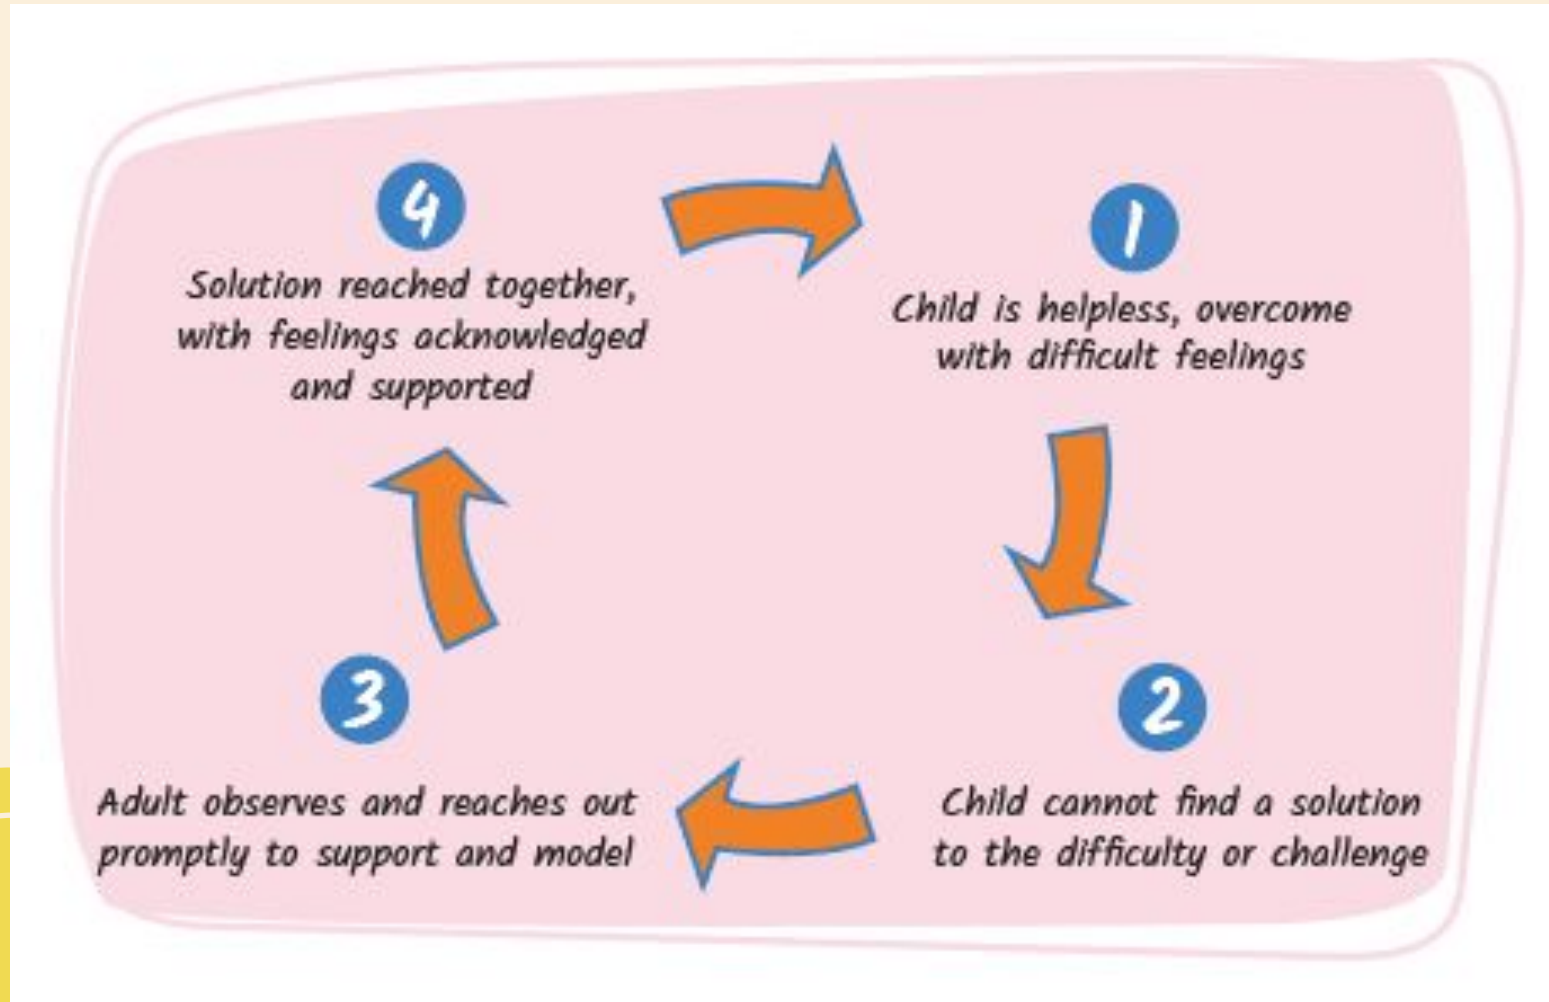 1
Child is helpless, overcome
with difficult feelings
2
Child cannot find a solution
to the difficulty or challenge
3
Adult observes and reaches out
promptly to support and model
4
Solution reached together,
with feelings acknowledged
and supported